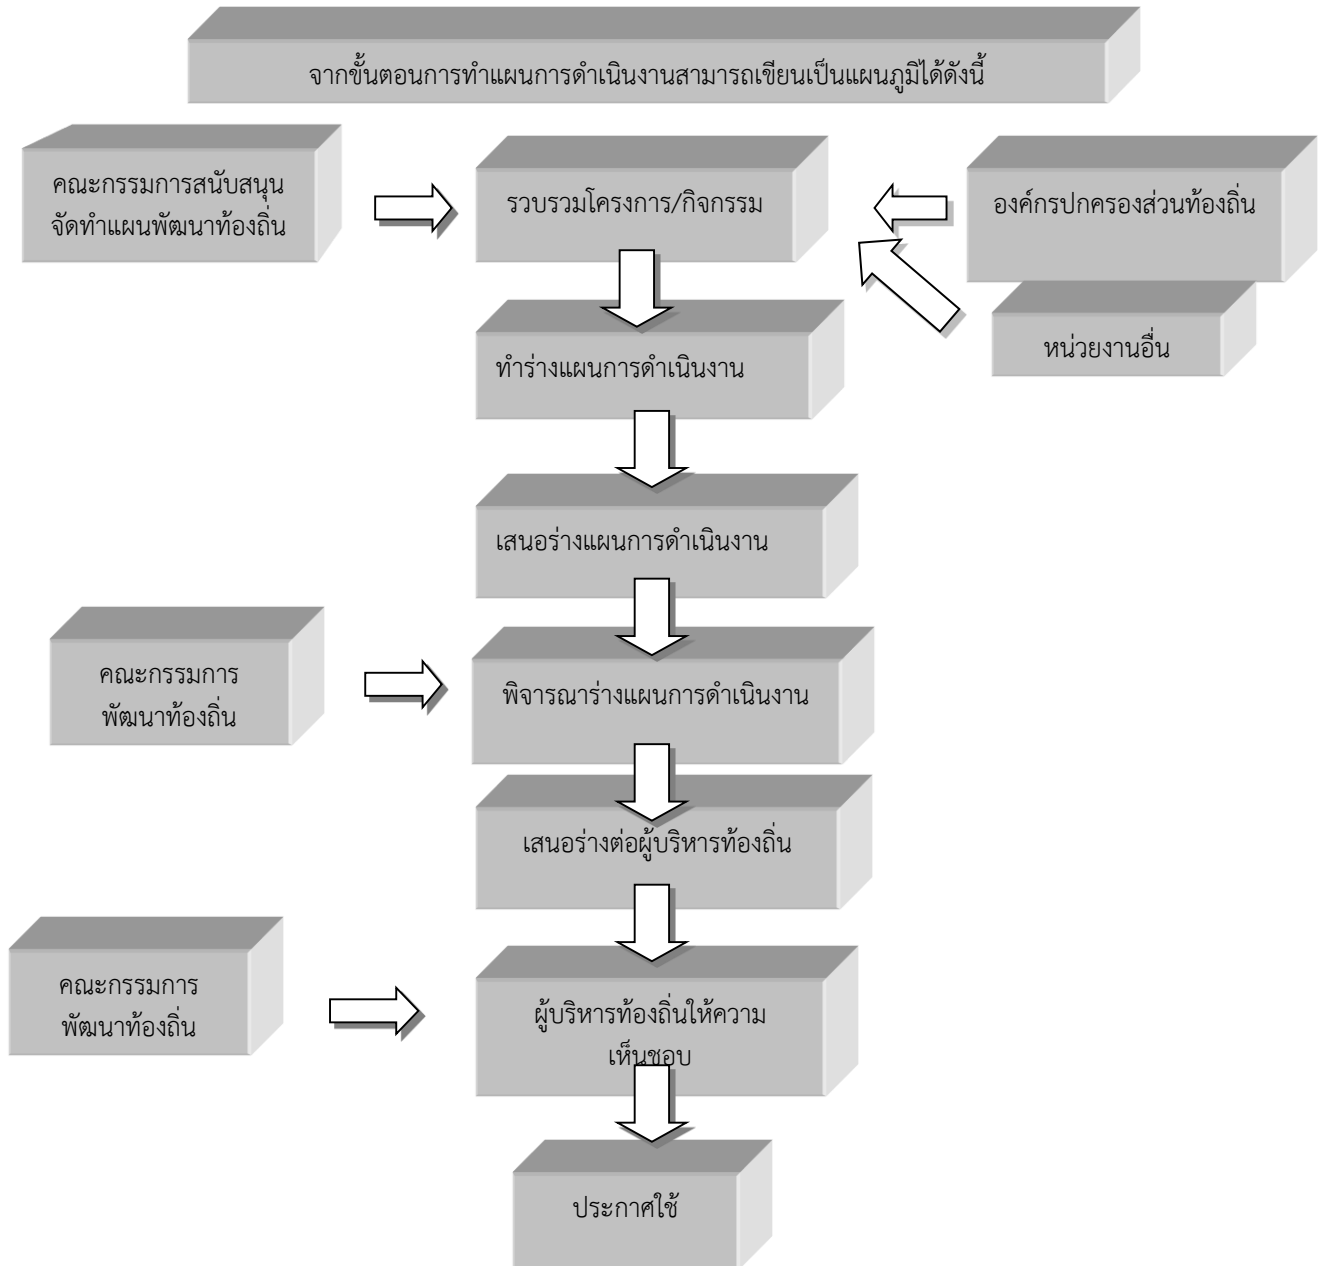 จากขั้นตอนการทำแผนการดำเนินงานสามารถเขียนเป็นแผนภูมิได้ดังนี้
คณะกรรมการสนับสนุน
จัดทำแผนพัฒนาท้องถิ่น
รวบรวมโครงการ/กิจกรรม
องค์กรปกครองส่วนท้องถิ่น
หน่วยงานอื่น
ทำร่างแผนการดำเนินงาน
เสนอร่างแผนการดำเนินงาน
คณะกรรมการ
พัฒนาท้องถิ่น
พิจารณาร่างแผนการดำเนินงาน
เสนอร่างต่อผู้บริหารท้องถิ่น
คณะกรรมการ
พัฒนาท้องถิ่น
ผู้บริหารท้องถิ่นให้ความ
เห็นชอบ
ประกาศใช้